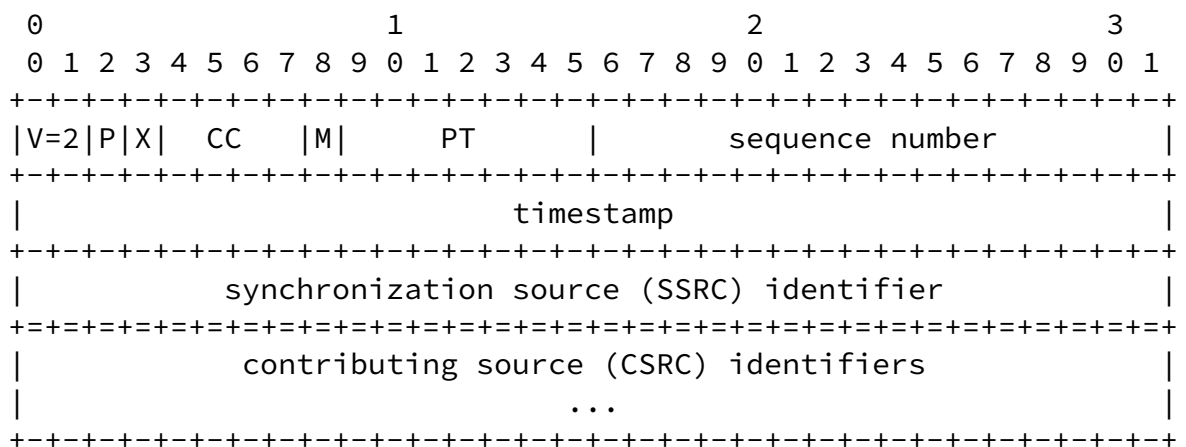 0                   1                   2                   3
0 1 2 3 4 5 6 7 8 9 0 1 2 3 4 5 6 7 8 9 0 1 2 3 4 5 6 7 8 9 0 1
+-+-+-+-+-+-+-+-+-+-+-+-+-+-+-+-+-+-+-+-+-+-+-+-+-+-+-+-+-+-+-+-+
|V=2|P|X|  CC   |M|     PT      |       sequence number         |
+-+-+-+-+-+-+-+-+-+-+-+-+-+-+-+-+-+-+-+-+-+-+-+-+-+-+-+-+-+-+-+-+
|                           timestamp                           |
+-+-+-+-+-+-+-+-+-+-+-+-+-+-+-+-+-+-+-+-+-+-+-+-+-+-+-+-+-+-+-+-+
|           synchronization source (SSRC) identifier            |
+=+=+=+=+=+=+=+=+=+=+=+=+=+=+=+=+=+=+=+=+=+=+=+=+=+=+=+=+=+=+=+=+
|            contributing source (CSRC) identifiers             |
|                              ...                              |
+-+-+-+-+-+-+-+-+-+-+-+-+-+-+-+-+-+-+-+-+-+-+-+-+-+-+-+-+-+-+-+-+